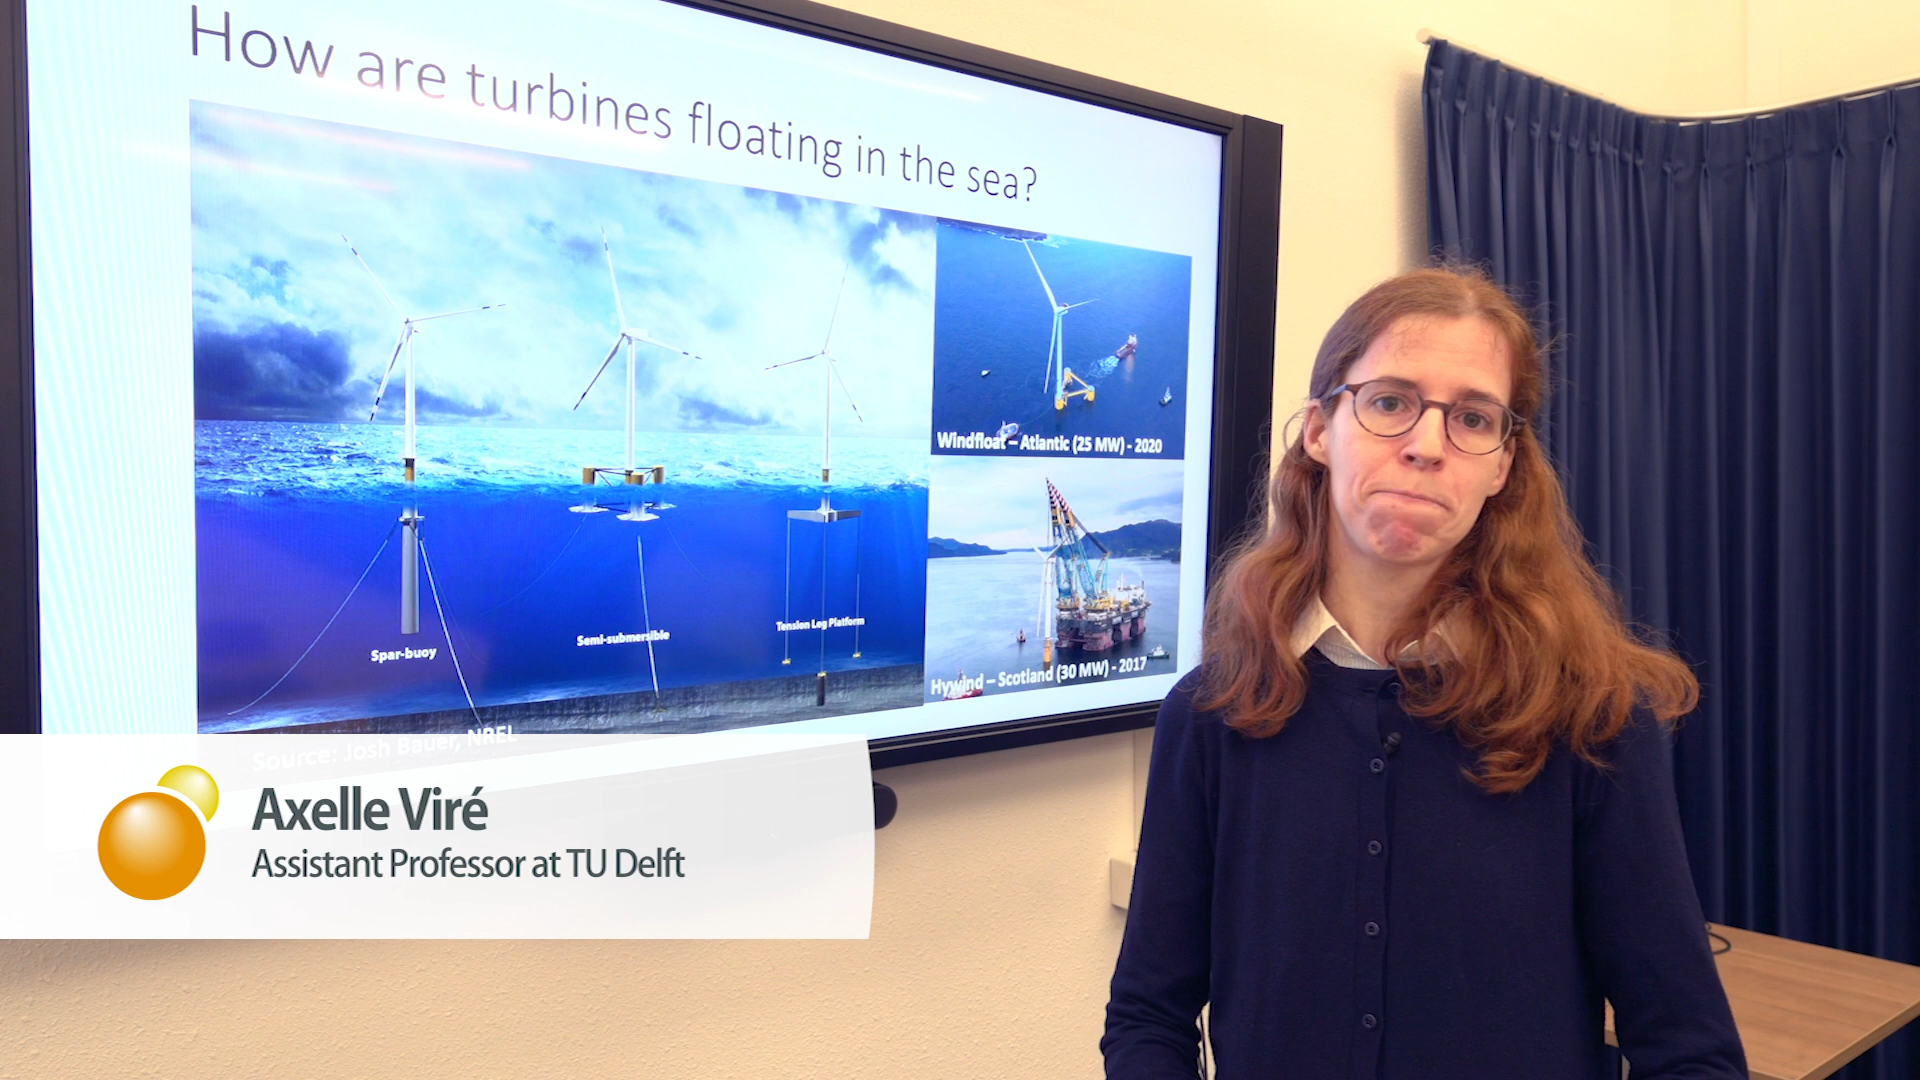 How are turbines floating in the sea?
Windfloat – Atlantic (25 MW) - 2020
Spar-buoy
Semi-submersible
Tension Leg Platform
Hywind – Scotland (30 MW) - 2017
Source: Josh Bauer, NREL
Axelle Viré
Assistant Professor at TU Delft